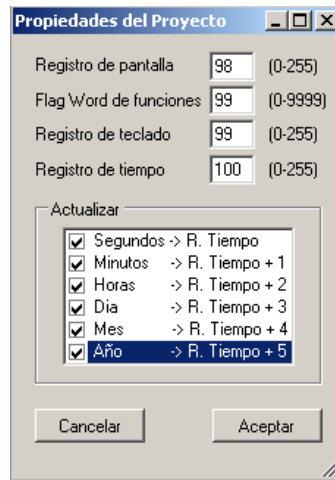 Propiedades del Proyecto
Registro de pantalla 98 (0-255)
Flag Word de funciones 99 (0-9999)
Registro de teclado 99 (0-255)
Registro de tiempo 100 (0-255)
Actualizar
Segundos -> R. Tiempo
Minutos -> R. Tiempo + 1
Horas -> R. Tiempo + 2
Dia -> R. Tiempo + 3
Mes -> R. Tiempo + 4
Año -> R. Tiempo + 5
Cancelar Aceptar